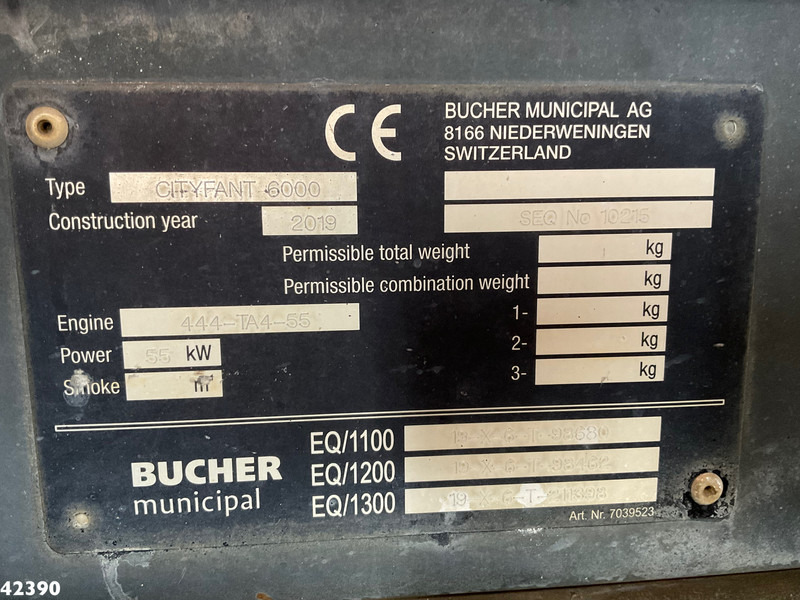 CE
BUCHER MUNICIPAL AG
8166 NIEDERWENINGEN
SWITZERLAND
Type CITYFANT 6000
Construction year 2019
SEQ No 10215
Permissible total weight kg
Permissible combination weight kg
1- kg
2- kg
3- kg
Engine 444-TA4-55
Power 55 kW
Smoke m
BUCHER
municipal
EQ/1100
EQ/1200
EQ/1300 19
Art. Nr. 7039523
42390